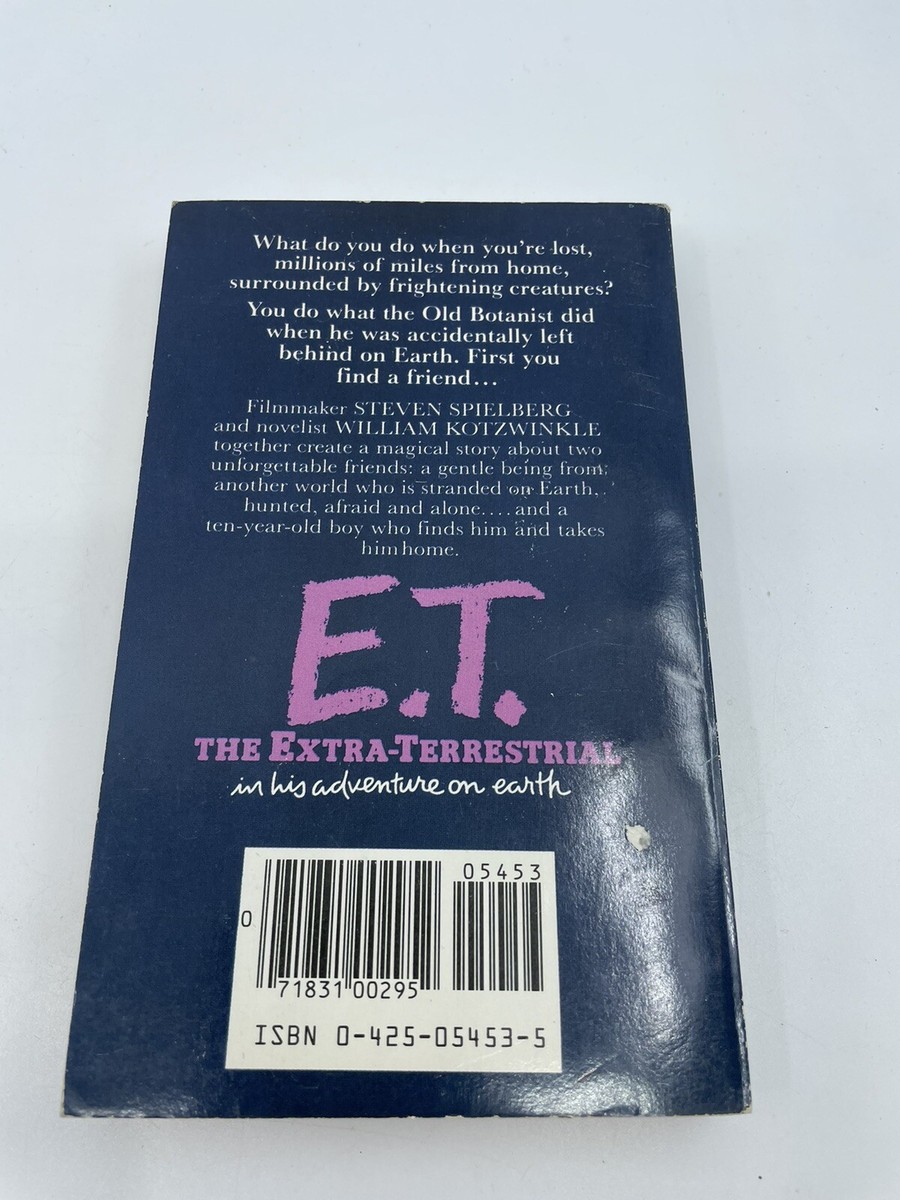 What do you do when you're lost,
millions of miles from home,
surrounded by frightening creatures?
You do what the Old Botanist did
when he was accidentally left
behind on Earth. First you
find a friend...
Filmmaker STEVEN SPIELBERG
and novelist WILLIAM KOTZWINKLE
together create a magical story about two
unforgettable friends: a gentle being from
another world who is stranded on Earth,
hunted, afraid and alone....and a
ten-year-old boy who finds him and takes
him home.
E.T.
THE EXTRA-TERRESTRIAL
in his adventure on earth
05453
0
71831 00295
ISBN 0-425-05453-5